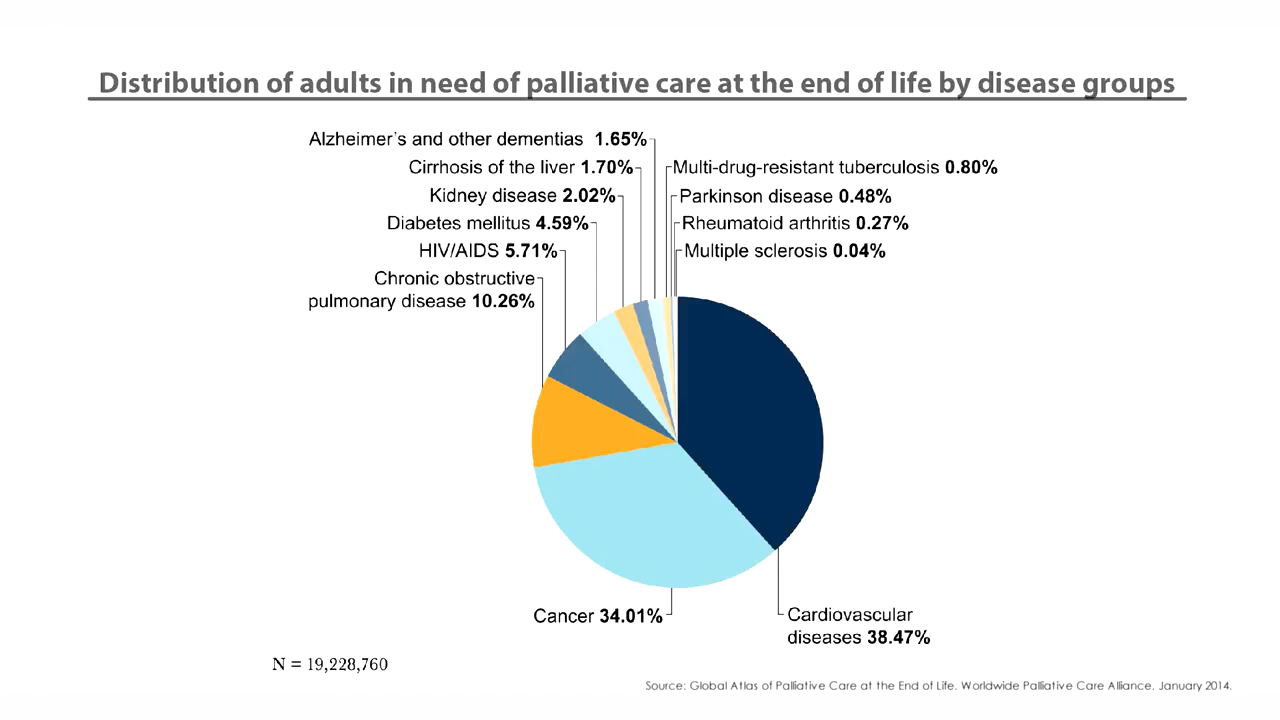 Distribution of adults in need of palliative care at the end of life by disease groups
Alzheimer's and other dementias 1.65%
Cirrhosis of the liver 1.70%
Kidney disease 2.02%
Diabetes mellitus 4.59%
HIV/AIDS 5.71%
Chronic obstructive
pulmonary disease 10.26%
Multi-drug-resistant tuberculosis 0.80%
Parkinson disease 0.48%
Rheumatoid arthritis 0.27%
Multiple sclerosis 0.04%
Cancer 34.01%
Cardiovascular
diseases 38.47%
N = 19,228,760
Source: Global Atlas of Palliative Care at the End of Life. Worldwide Palliative Care Alliance. January 2014.